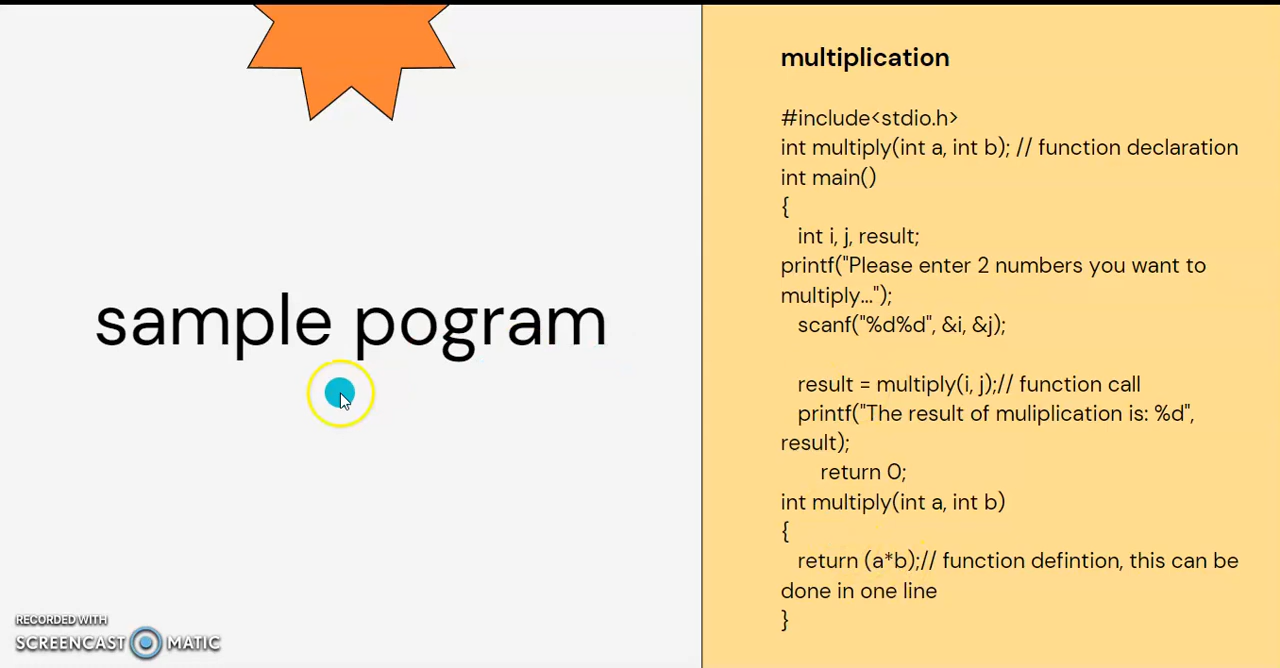 sample pogram
multiplication
#include<stdio.h>
int multiply(int a, int b); // function declaration
int main()
{
int i, j, result;
printf("Please enter 2 numbers you want to
multiply...");
scanf("%d%d", &i, &j);
result = multiply(i, j);// function call
printf("The result of muliplication is: %d",
result);
return 0;
int multiply(int a, int b)
{
return (a*b);// function defintion, this can be
done in one line
}
RECORDED WITH
SCREENCAST MATIC